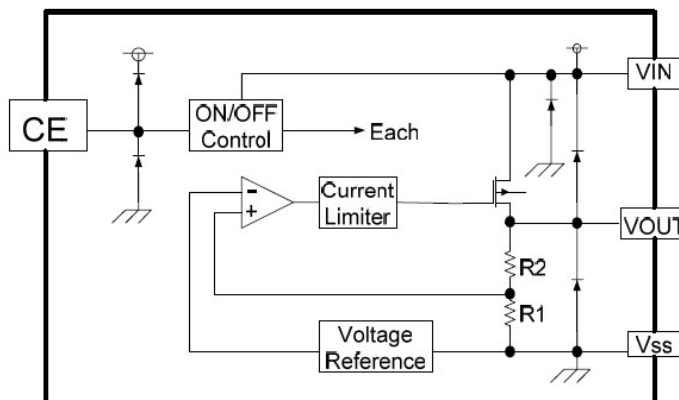 VIN
CE
ON/OFF
Control
Each
-
+
Current
Limiter
VOUT
R2
R1
Voltage
Reference
Vss